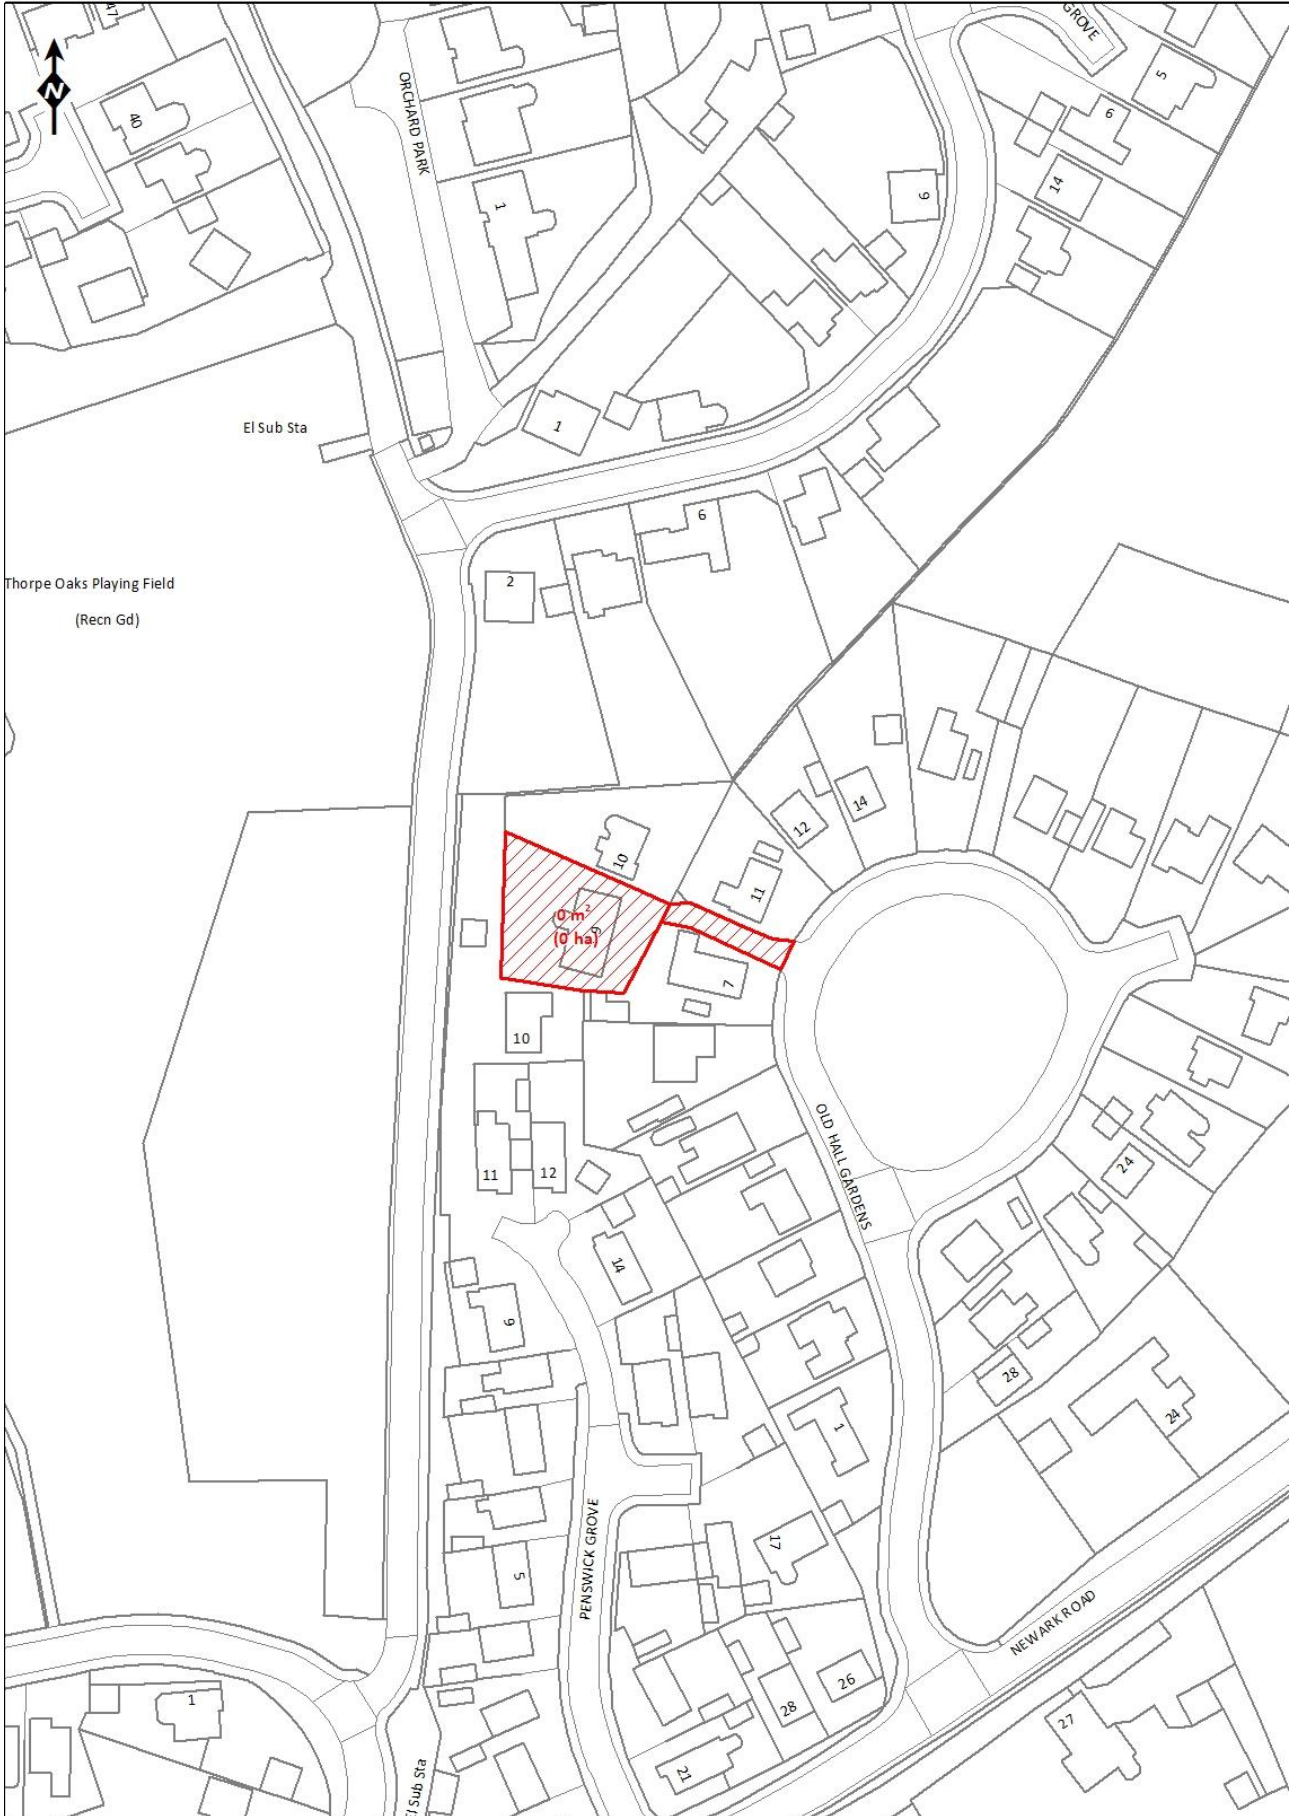 47
GROVE
N
40
ORCHARD PARK
5
6
14
9
1
1
El Sub Sta
6
2
Thorpe Oaks Playing Field
(Recn Gd)
14
12
10
11
0 m²
(0 ha)
9
7
10
OLD HALL GARDENS
11
12
24
14
9
28
24
1
17
5
PENSWICK GROVE
NEWARK ROAD
26
28
27
1
21
El Sub Sta